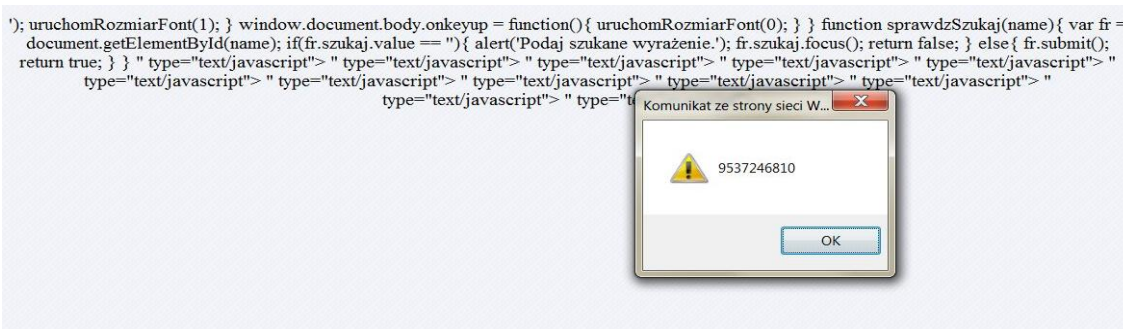 '); uruchomRozmiarFont(1); } window.document.body.onkeyup = function(){ uruchomRozmiarFont(0); } } function sprawdzSzukaj(name){ var fr =
document.getElementById(name); if(fr.szukaj.value == ''){ alert('Podaj szukane wyrażenie.'); fr.szukaj.focus(); return false; } else{ fr.submit();
return true; } } " type="text/javascript"> " type="text/javascript"> " type="text/javascript"> " type="text/javascript"> " type="text/javascript"> "
type="text/javascript"> " type="text/javascript"> " type="text/javascript"> " type="text/javascript"> " type="text/javascript"> "
type="text/javascript"> "
Komunikat ze strony sieci W...
9537246810
OK